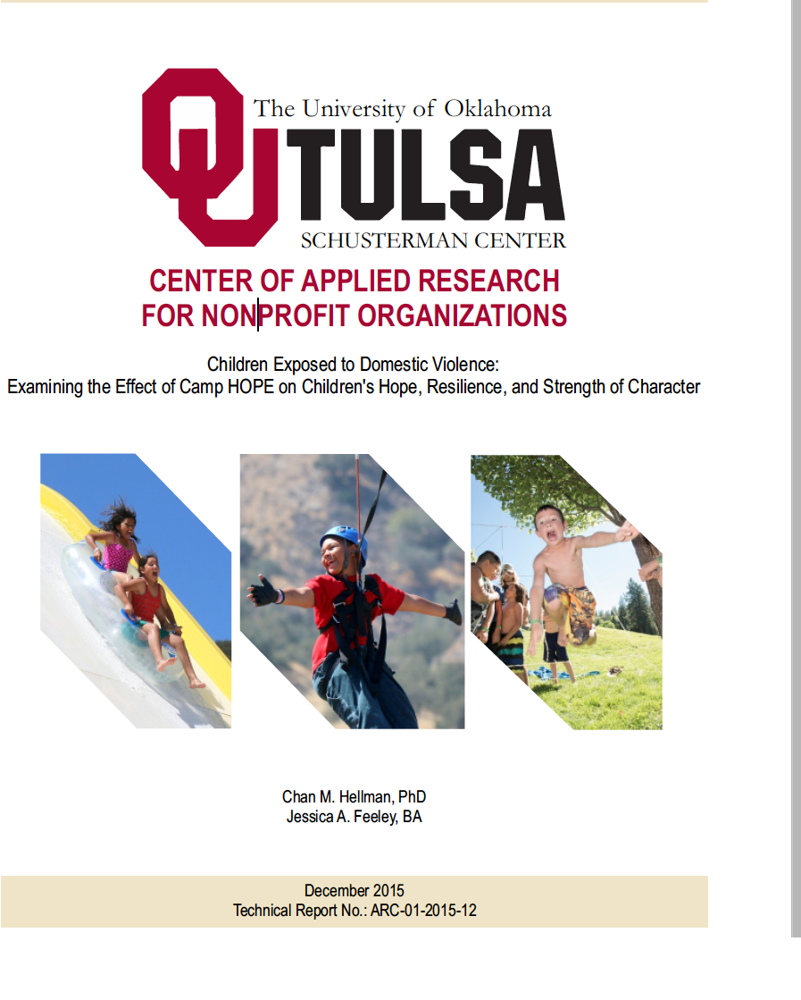 The University of Oklahoma
OU TULSA
SCHUSTERMAN CENTER
CENTER OF APPLIED RESEARCH
FOR NONPROFIT ORGANIZATIONS
Children Exposed to Domestic Violence:
Examining the Effect of Camp HOPE on Children's Hope, Resilience, and Strength of Character
Chan M. Hellman, PhD
Jessica A. Feeley, BA
December 2015
Technical Report No.: ARC-01-2015-12